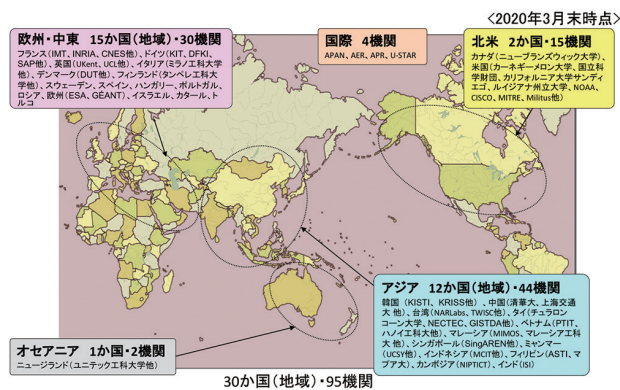 <2020年3月末時点>
欧州・中東 15か国(地域)・30機関
フランス(IMT、INRIA、CNES他)、ドイツ(KIT、DFKI、
SAP他)、英国(UKent、UCL他)、イタリア(ミラノ工科大学
他)、デンマーク(DUT他)、フィンランド(タンペレ工科大
学他)、スウェーデン、スペイン、ハンガリー、ポルトガル、
ロシア、欧州(ESA、GÉANT)、イスラエル、カタール、ト
ルコ
国際 4機関
APAN、AER、APR、U-STAR
北米 2か国・15機関
カナダ(ニューブランズウィック大学)、
米国(カーネギーメロン大学、国立科
学財団、カリフォルニア大学サンディ
エゴ、ルイジアナ州立大学、NOAA、
CISCO、MITRE、Militus他)
アジア 12か国(地域)・44機関
韓国(KISTI、KRISS他)、中国(清華大、上海交通
大 他)、台湾(NARLabs、TWISC他)、タイ(チュラロン
コーン大学、NECTEC、GISTDA他)、ベトナム(PTIT、
ハノイ工科大他)、マレーシア(MIMOS、マレーシア工科
大 他)、シンガポール(SingAREN他)、ミャンマー
(UCSY他)、インドネシア(MCIT他)、フィリピン(ASTI、マ
プア大)、カンボジア(NIPTICT)、インド(ISI)
オセアニア 1か国・2機関
ニュージランド(ユニテック工科大学他)
30か国(地域)・95機関